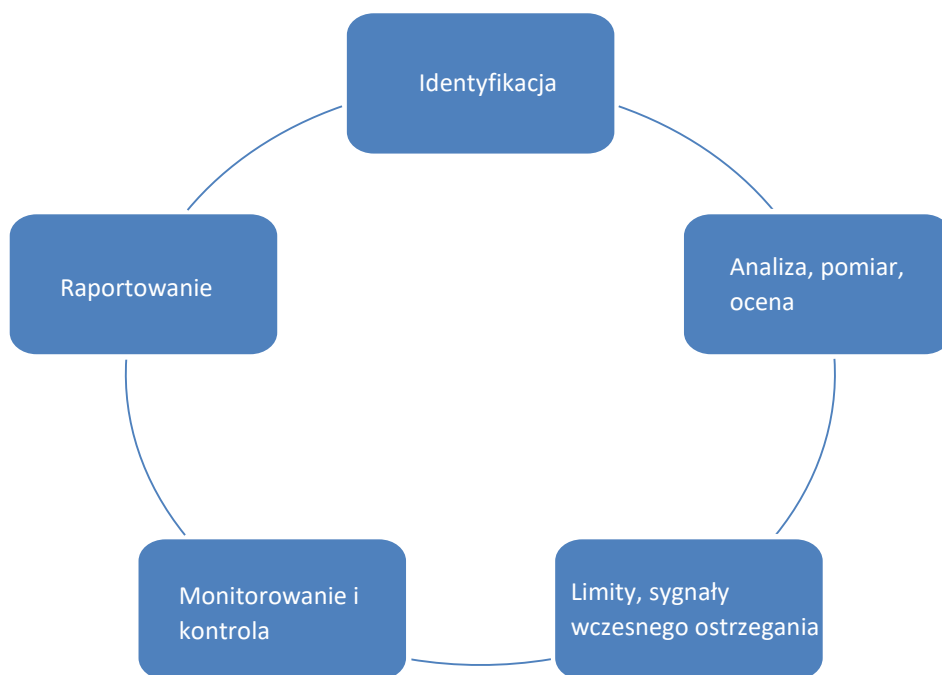 Identyfikacja
Analiza, pomiar,
ocena
Limity, sygnały
wczesnego ostrzegania
Monitorowanie i
kontrola
Raportowanie